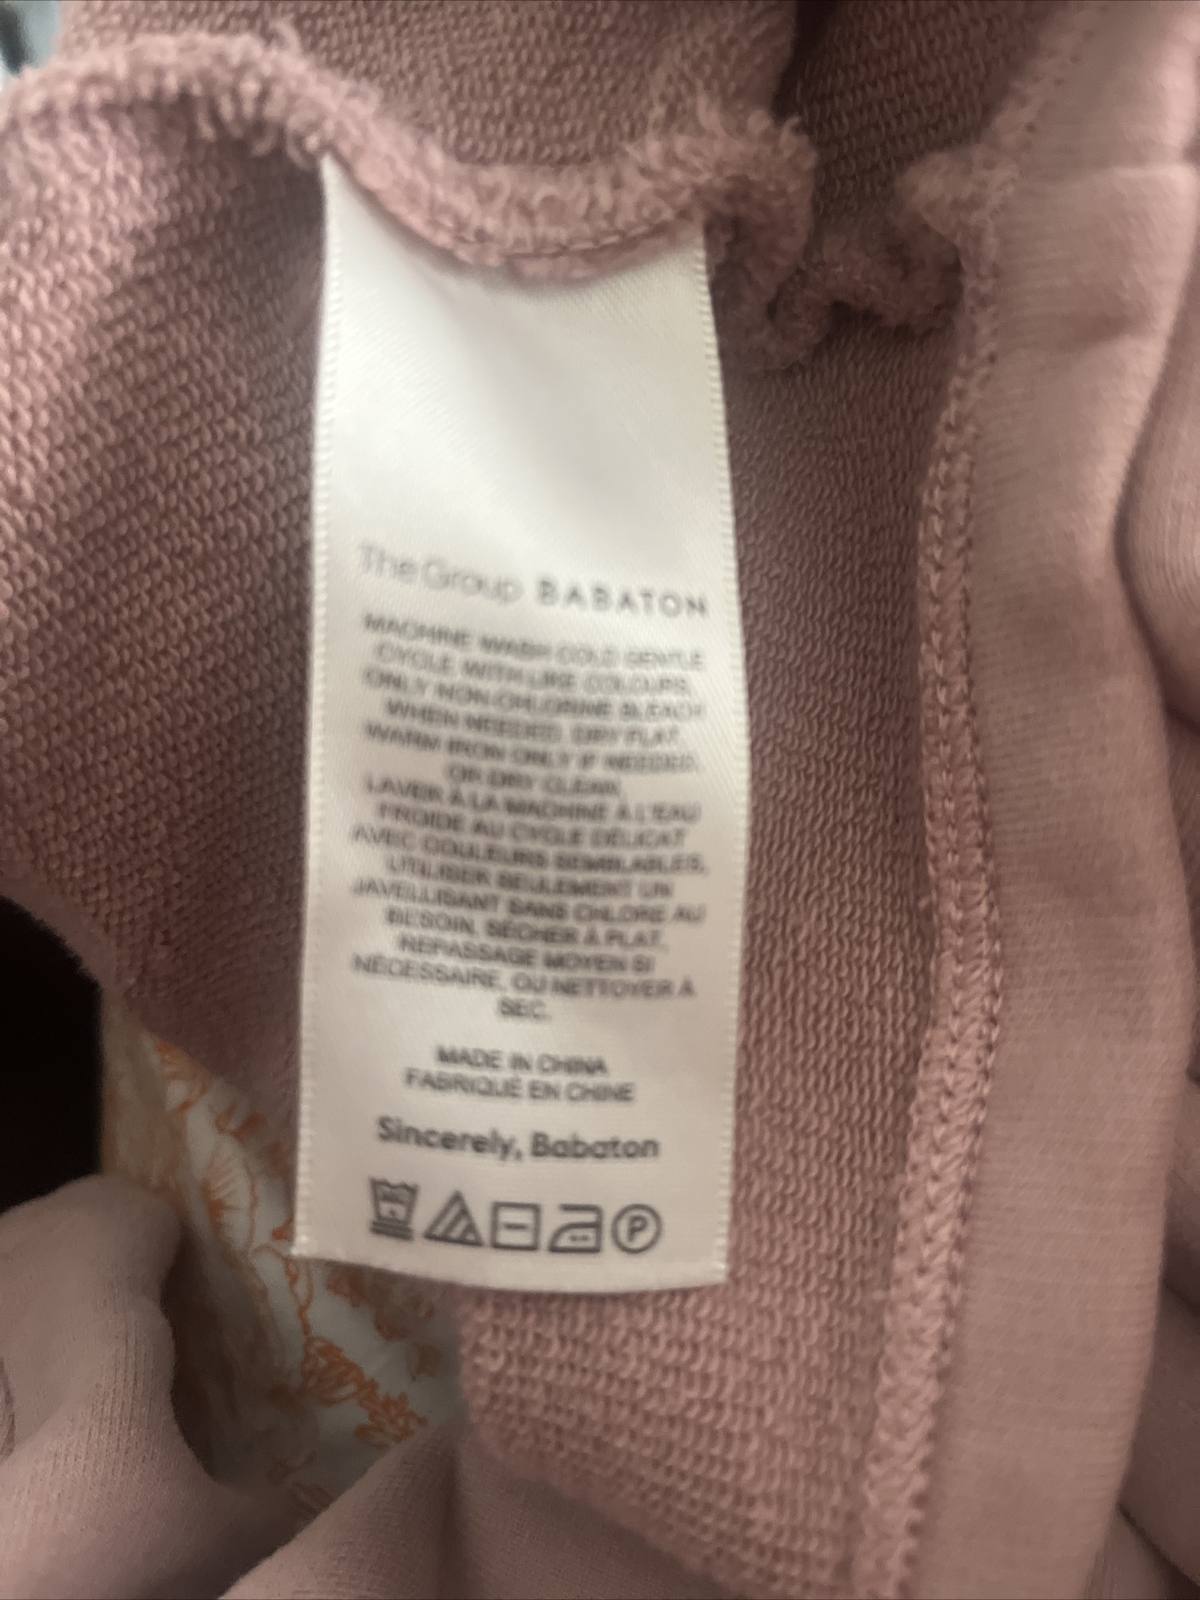 The Group BABATON
MACHINE WASH COLD GENTLE
CYCLE WITH LIKE COLOURS.
ONLY NON-CHLORINE BLEACH
WHEN NEEDED. DRY FLAT.
WARM IRON ONLY IF NEEDED.
OR DRY CLEAN.
LAVER À LA MACHINE À L'EAU
FROIDE AU CYCLE DÉLICAT
AVEC COULEURS SEMBLABLES,
UTILISER SEULEMENT UN
JAVELLISANT SANS CHLORE AU
BESOIN, SÉCHER À PLAT,
REPASSAGE MOYEN SI
NÉCESSAIRE, OU NETTOYER À
SEC.
MADE IN CHINA
FABRIQUÉ EN CHINE
Sincerely, Babaton
P